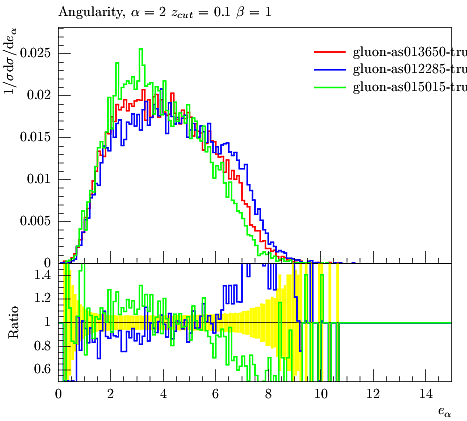 Angularity, α = 2 z_cut = 0.1 β = 1
1/σ dσ/de_α
0.025
0.02
0.015
0.01
0.005
0
gluon-as013650-tru
gluon-as012285-tru
gluon-as015015-tru
Ratio
1.4
1.2
1
0.8
0.6
0 2 4 6 8 10 12 14
e_α